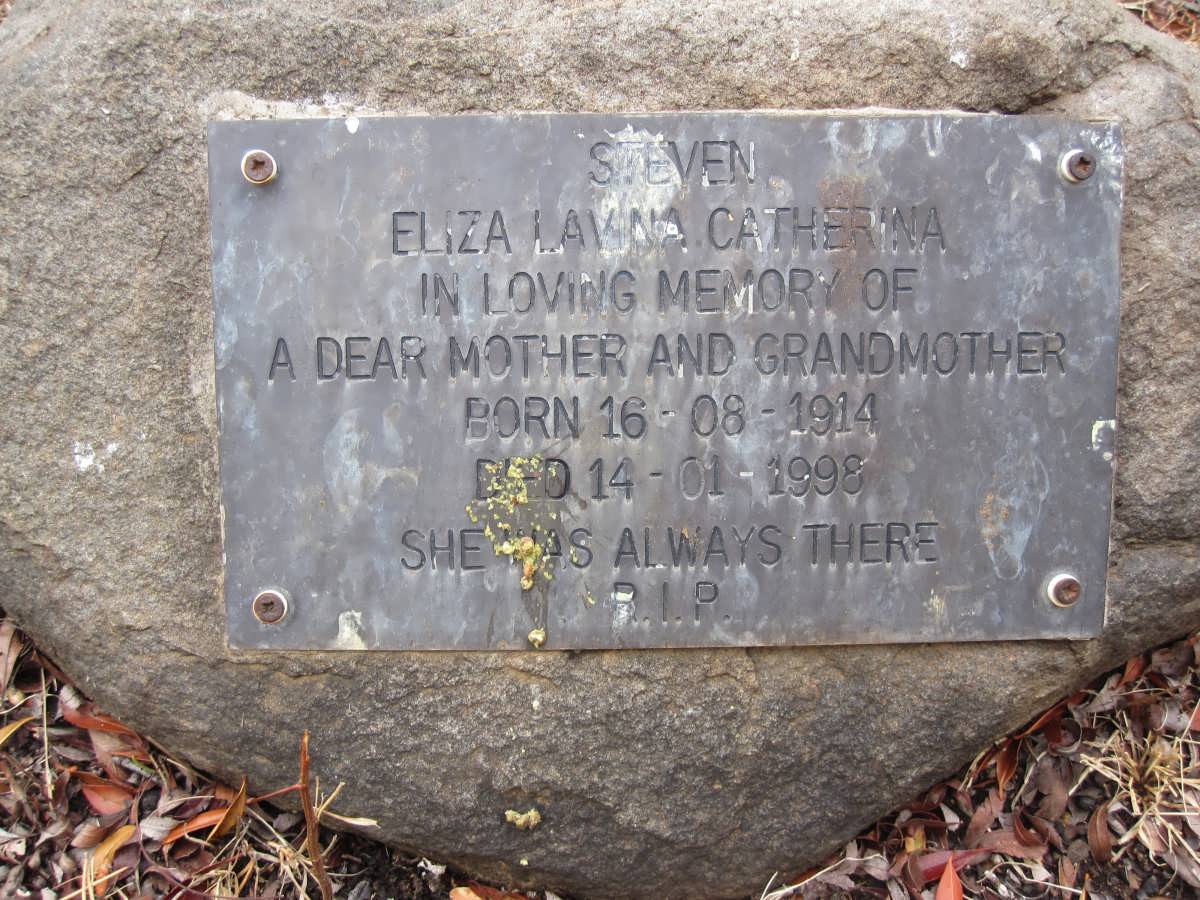 STEVEN
ELIZA LAVINA CATHERINA
IN LOVING MEMORY OF
A DEAR MOTHER AND GRANDMOTHER
BORN 16-08-1914
DIED 14-01-1998
SHE WAS ALWAYS THERE
R.I.P.